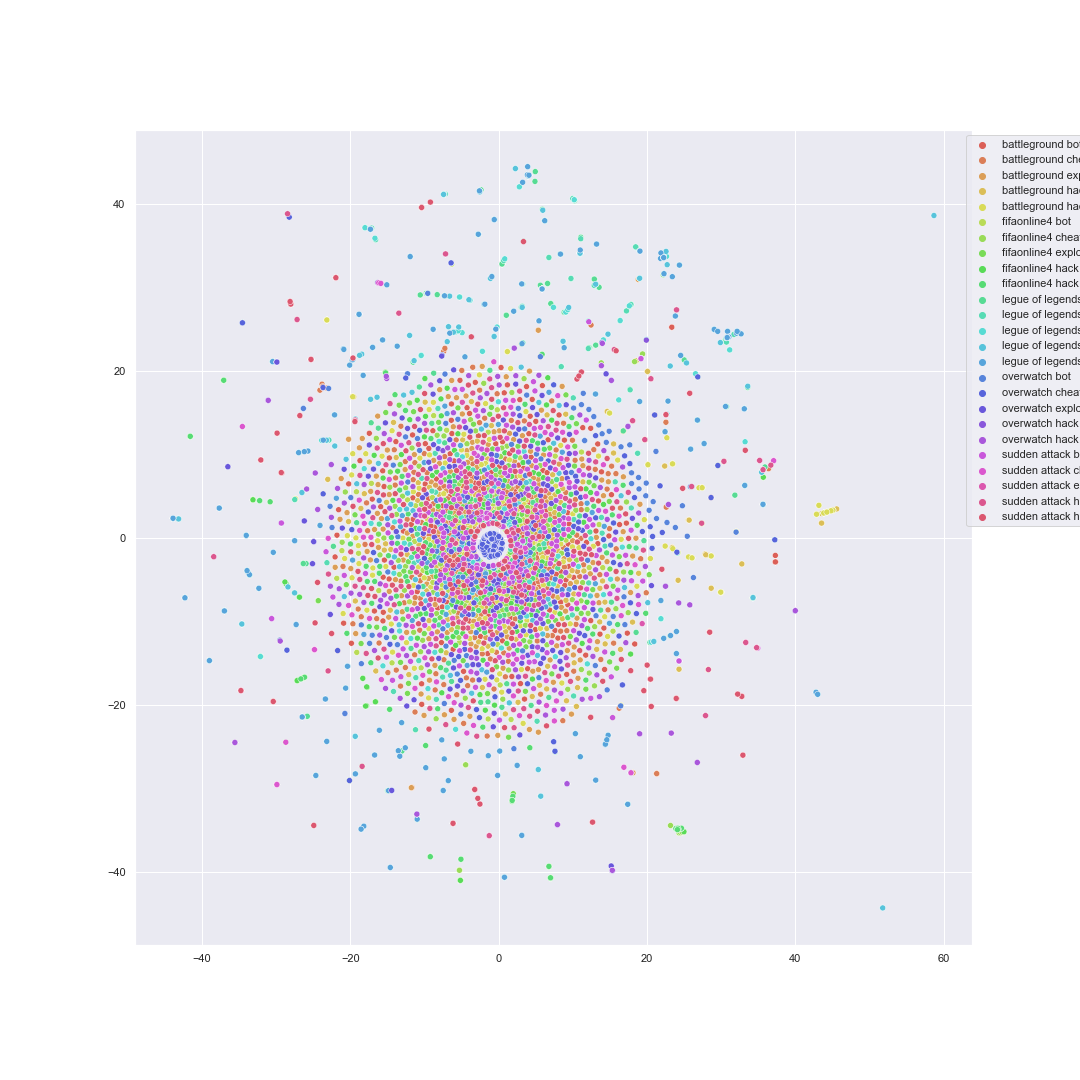 40
20
0
−20
−40
−40
−20
0
20
40
60
battleground bot
battleground che
battleground exp
battleground hac
battleground hac
fifaonline4 bot
fifaonline4 cheat
fifaonline4 explo
fifaonline4 hack
fifaonline4 hack
legue of legends
legue of legends
legue of legends
legue of legends
legue of legends
overwatch bot
overwatch cheat
overwatch explo
overwatch hack
overwatch hack
sudden attack b
sudden attack ch
sudden attack e
sudden attack h
sudden attack h